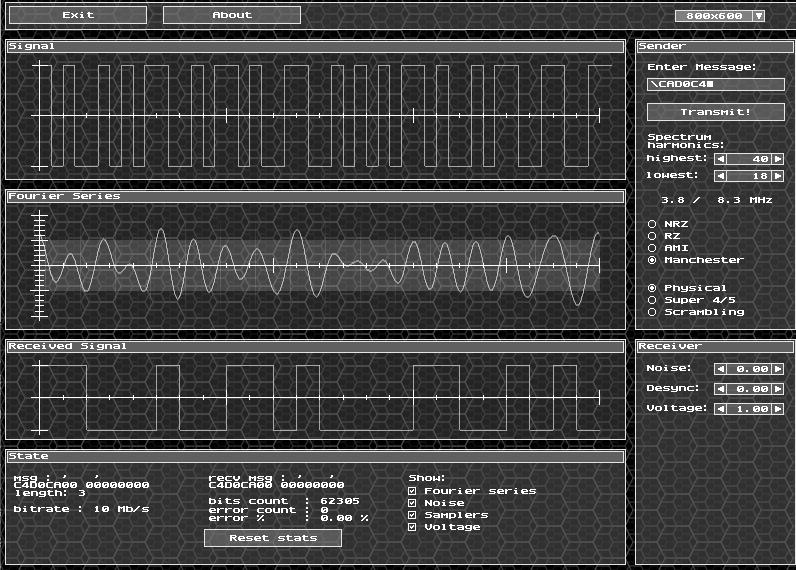 Exit About 800x600
Signal
Sender
Enter Message:
\CAD0C4
Transmit!
Spectrum
harmonics:
highest: 40
lowest: 18
3.8 / 8.3 MHz
NRZ
RZ
AMI
Manchester
Physical
Super 4/5
Scrambling
Fourier Series
Received Signal
Receiver
Noise: 0.00
Desync: 0.00
Voltage: 1.00
State
msg : ' '
C4D0CA00 00000000
length: 3
bitrate : 10 Mb/s
recv msg : ' '
C4D0CA00 00000000
bits count : 62305
error count : 0
error % : 0.00 %
Reset stats
Show:
Fourier series
Noise
Samplers
Voltage